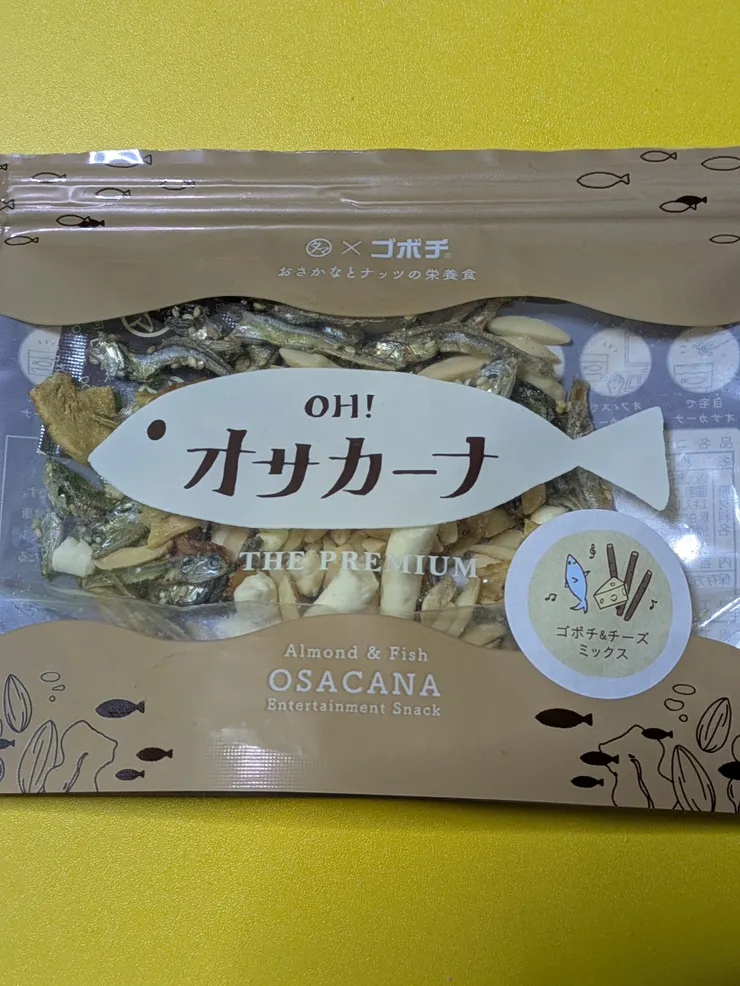 タマ × ゴボチ®
おさかなとナッツの栄養食
OH!
オサカーナ
THE PREMIUM
ゴボチ&チーズ
ミックス
Almond & Fish
OSACANA
Entertainment Snack